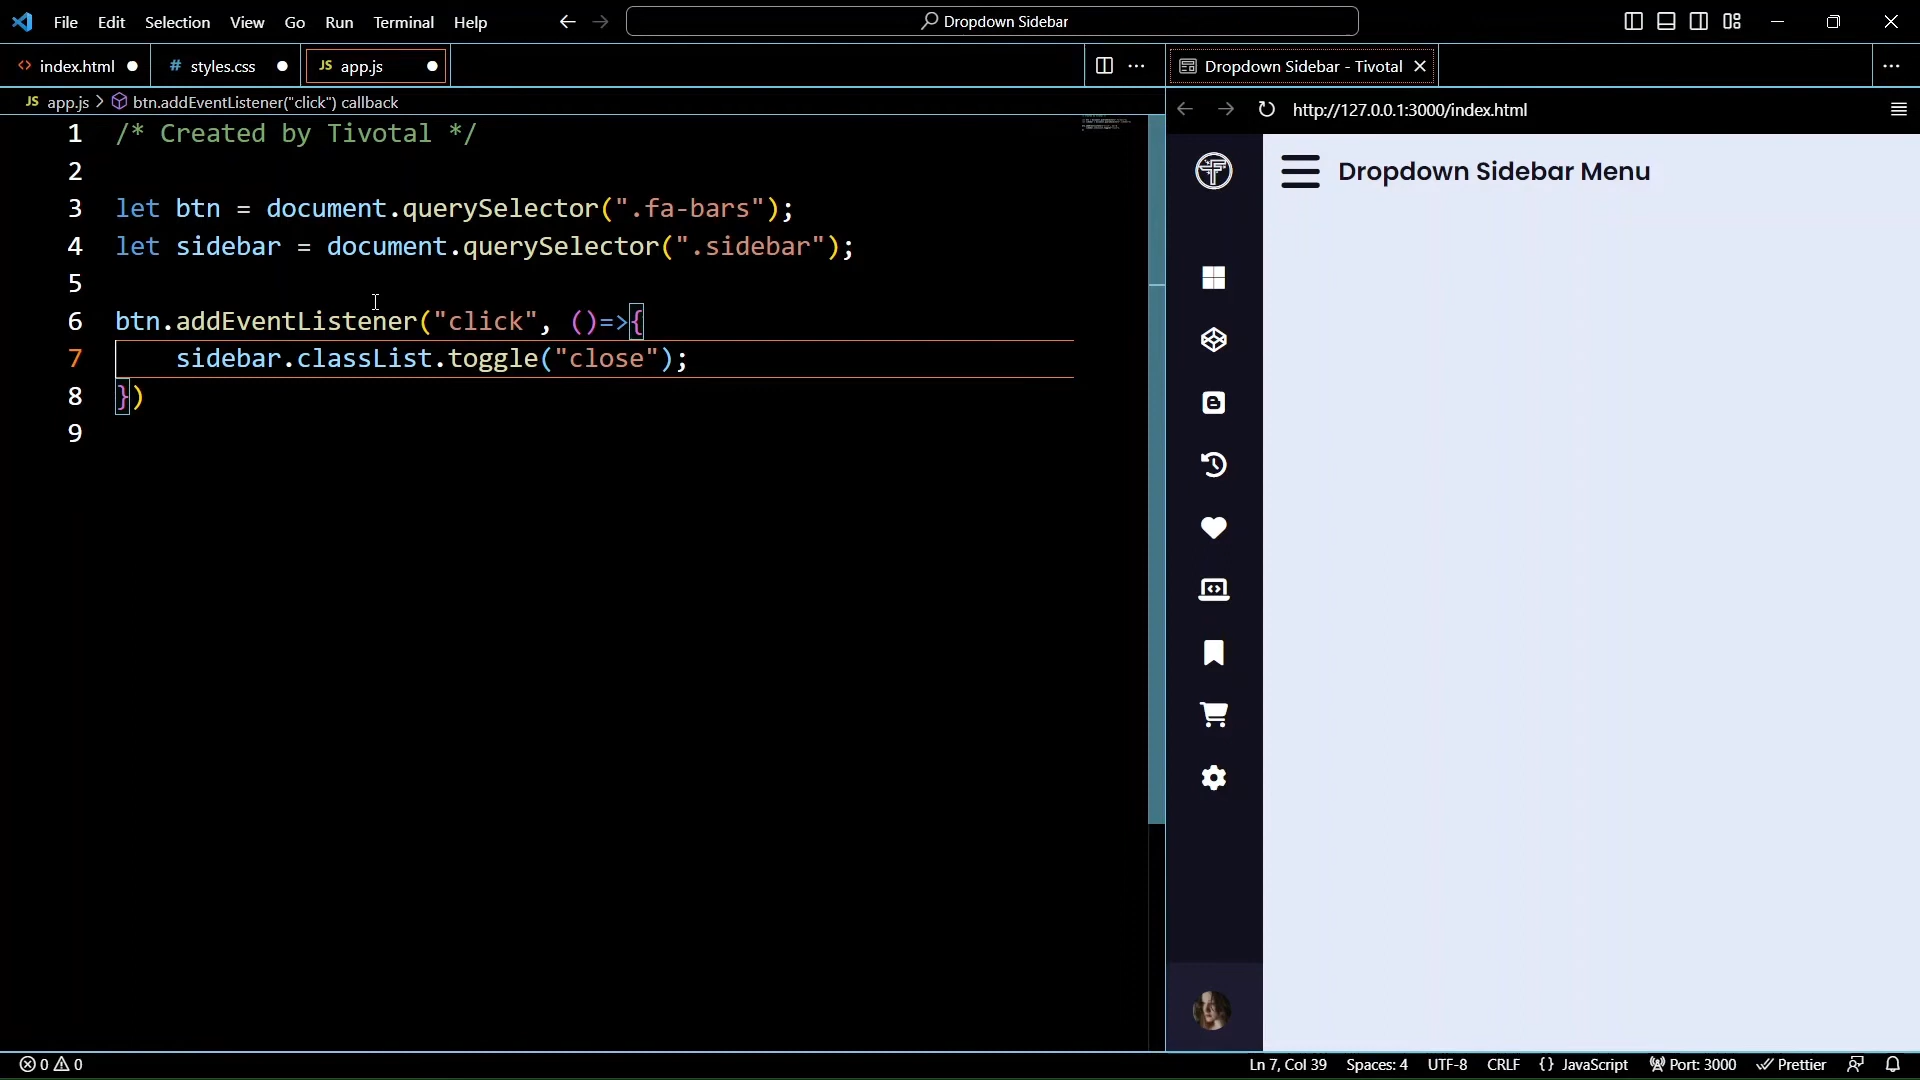 File Edit Selection View Go Run Terminal Help
Dropdown Sidebar
index.html
styles.css
JS app.js
Dropdown Sidebar - Tivotal
JS app.js > btn.addEventListener("click") callback
http://127.0.0.1:3000/index.html
1 /* Created by Tivotal */
2
3 let btn = document.querySelector(".fa-bars");
4 let sidebar = document.querySelector(".sidebar");
5
6 btn.addEventListener("click", ()=>{
7     sidebar.classList.toggle("close");
8 })
9
Dropdown Sidebar Menu
0 0
Ln 7, Col 39 Spaces: 4 UTF-8 CRLF {} JavaScript Port: 3000 Prettier